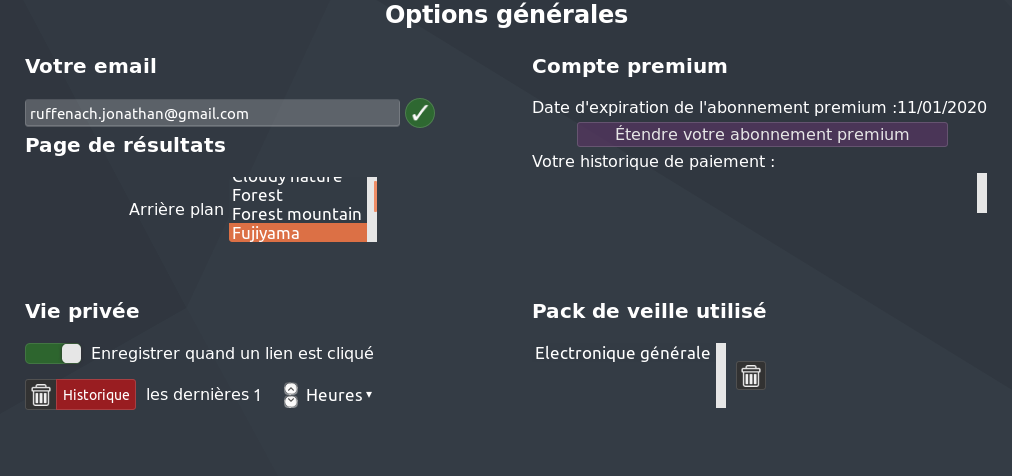 Options générales
Votre email
ruffenach.jonathan@gmail.com
Page de résultats
Arrière plan
Cloudy nature
Forest
Forest mountain
Fujiyama
Compte premium
Date d'expiration de l'abonnement premium :11/01/2020
Étendre votre abonnement premium
Votre historique de paiement :
Vie privée
Enregistrer quand un lien est cliqué
Historique les dernières 1 Heures
Pack de veille utilisé
Electronique générale